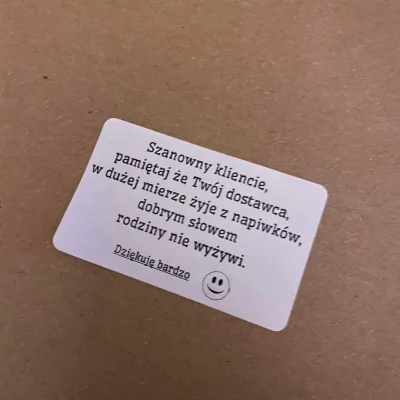 Szanowny kliencie,
pamiętaj że Twój dostawca,
w dużej mierze żyje z napiwków,
dobrym słowem
rodziny nie wyżywi.
Dziękuję bardzo